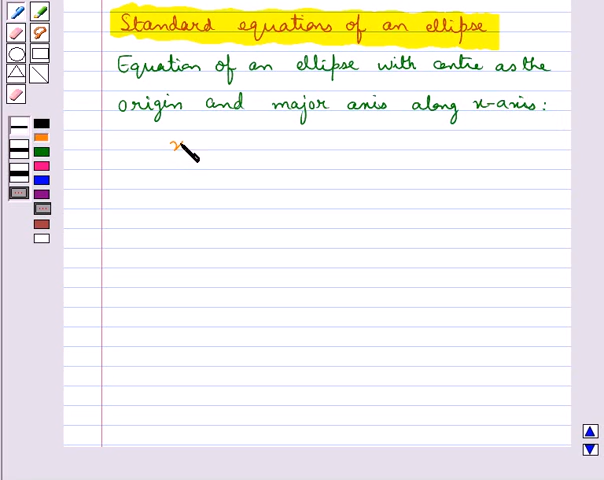 Standard equations of an ellipse
Equation of an ellipse with centre as the
origin and major axis along x-axis:
x